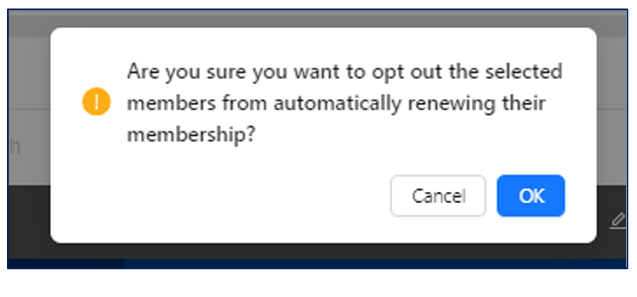 Are you sure you want to opt out the selected
members from automatically renewing their
membership?
Cancel OK
h